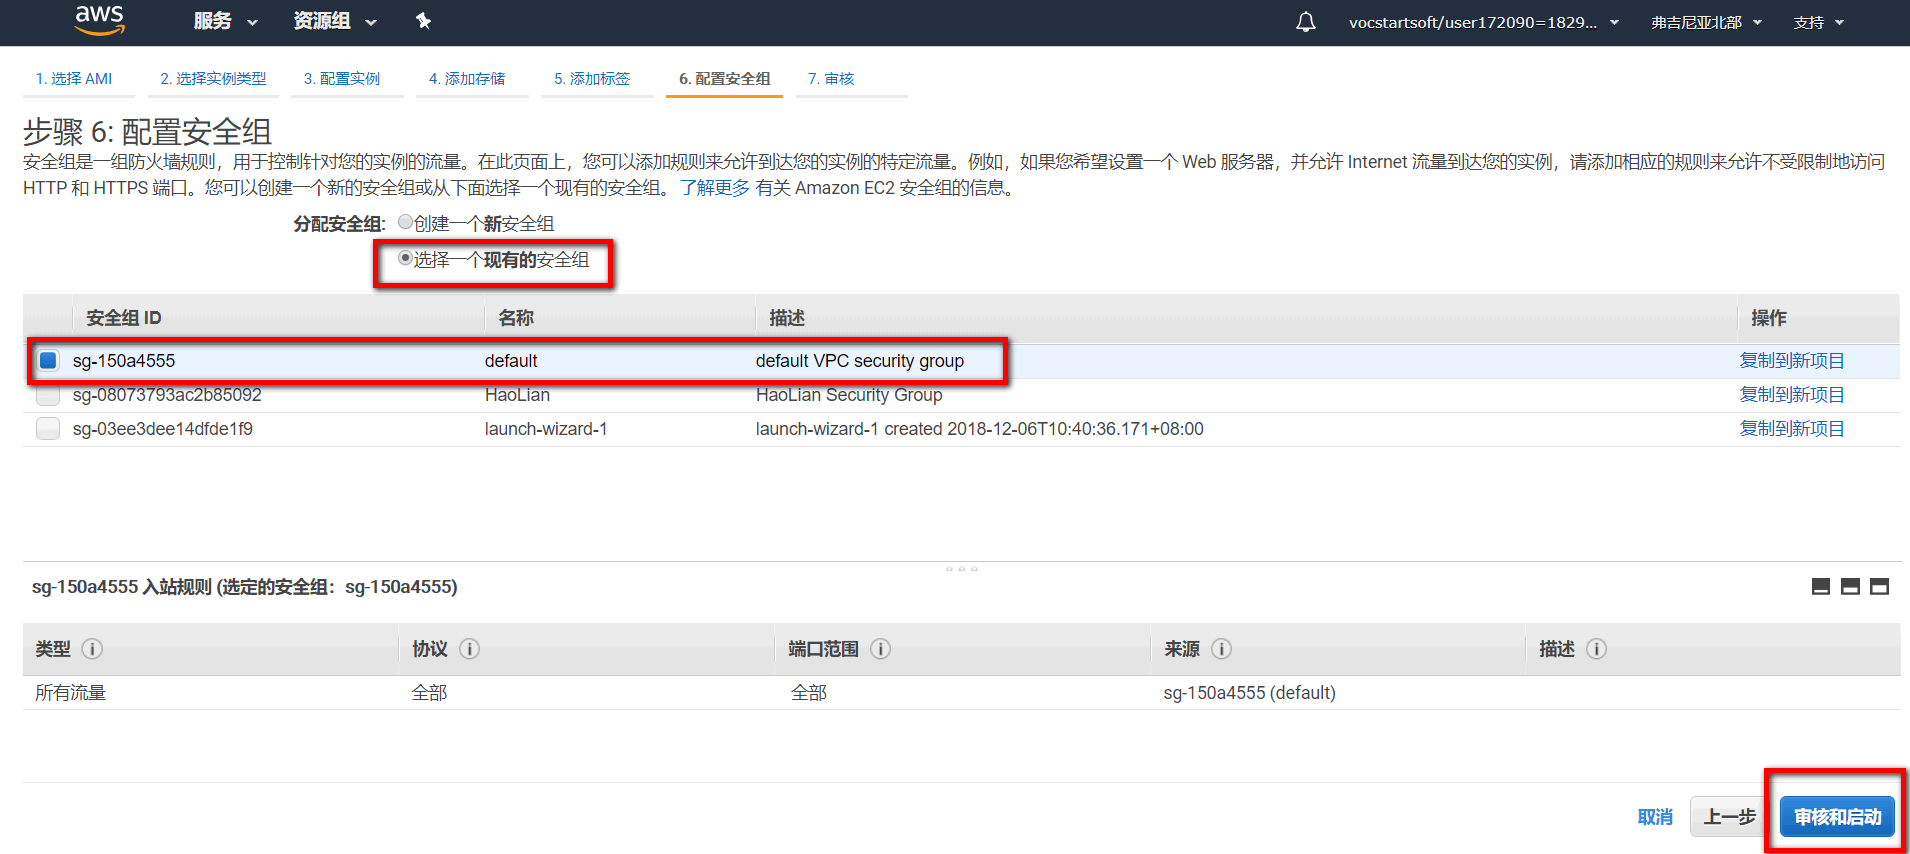 aws 服务 资源组 vocstartsoft/user172090=1829... 弗吉尼亚北部 支持
1. 选择 AMI 2. 选择实例类型 3. 配置实例 4. 添加存储 5. 添加标签 6. 配置安全组 7. 审核
步骤 6: 配置安全组
安全组是一组防火墙规则，用于控制针对您的实例的流量。在此页面上，您可以添加规则来允许到达您的实例的特定流量。例如，如果您希望设置一个 Web 服务器，并允许 Internet 流量到达您的实例，请添加相应的规则来允许不受限制地访问
HTTP 和 HTTPS 端口。您可以创建一个新的安全组或从下面选择一个现有的安全组。 了解更多 有关 Amazon EC2 安全组的信息。
分配安全组: 创建一个新安全组
选择一个现有的安全组
安全组 ID 名称 描述 操作
sg-150a4555 default default VPC security group 复制到新项目
sg-08073793ac2b85092 HaoLian HaoLian Security Group 复制到新项目
sg-03ee3dee14dfde1f9 launch-wizard-1 launch-wizard-1 created 2018-12-06T10:40:36.171+08:00 复制到新项目
sg-150a4555 入站规则 (选定的安全组：sg-150a4555)
类型 协议 端口范围 来源 描述
所有流量 全部 全部 sg-150a4555 (default)
取消 上一步 审核和启动